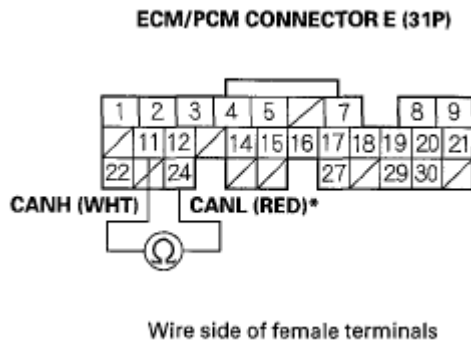 ECM/PCM CONNECTOR E (31P)
1 2 3 4 5 7 8 9
11 12 14 15 16 17 18 19 20 21
22 24 27 29 30
CANH (WHT) CANL (RED)*
Ω
Wire side of female terminals